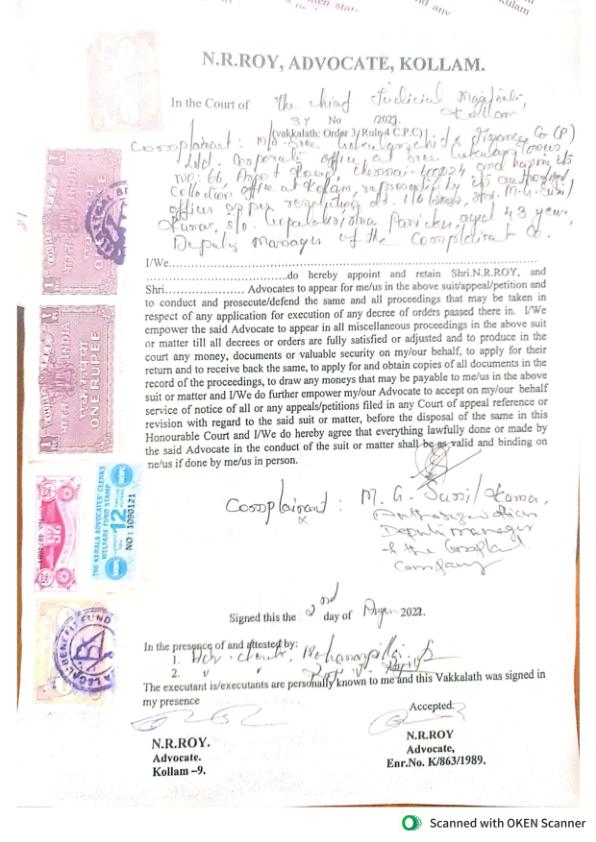 N.R.ROY, ADVOCATE, KOLLAM.
In the Court of The Chief Judicial Magistrate, Kollam
No /2021.
(vakkalath: Order 3/Rule 4 C.P.C)
Complainant: M/s Sree Gokulam Chit & Finance Co (P)
Ltd. Corporate office at Sree Gokulam Towers
No: 66, Arcot Road, Chennai-600024 and having its
Collection office at Kollam, represented by its authorized
officer as per resolution dt. Shri. M.G. Sunil
Kumar, S/o. Gopalakrishna Panicker, aged 43 years,
Deputy Manager of the Complainant Co.
I/We......
......do hereby appoint and retain Shri.N.R.ROY, and
Shri...... Advocates to appear for me/us in the above suit/appeal/petition and
to conduct and prosecute/defend the same and all proceedings that may be taken in
respect of any application for execution of any decree of orders passed there in. I/We
empower the said Advocate to appear in all miscellaneous proceedings in the above suit
or matter till all decrees or orders are fully satisfied or adjusted and to produce in the
court any money, documents or valuable security on my/our behalf, to apply for their
return and to receive back the same, to apply for and obtain copies of all documents in the
record of the proceedings, to draw any moneys that may be payable to me/us in the above
suit or matter and I/We do further empower my/our Advocate to accept on my/our behalf
service of notice of all or any appeals/petitions filed in any Court of appeal reference or
revision with regard to the said suit or matter, before the disposal of the same in this
Honourable Court and I/We do hereby agree that everything lawfully done or made by
the said Advocate in the conduct of the suit or matter shall be as valid and binding on
me/us if done by me/us in person.
INDIA
ONE RUPEE
THE KERALA ADVOCATES' CLERKS
WELFARE FUND STAMP
12
NO : 1090121
Complainant: M. G. Sunil Kumar
Authorized officer
Deputy manager
of the Complainant
Company
Signed this the 2nd day of 2021.
In the presence of and attested by:
1. Adv. clerk, Mohananpillai
2.
The executant is/executants are personally known to me and this Vakkalath was signed in
my presence
Accepted.
N.R.ROY.
Advocate.
Kollam –9.
N.R.ROY
Advocate,
Enr.No. K/863/1989.
LEGAL BENEFIT FUND
Scanned with OKEN Scanner